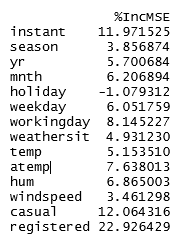 %IncMSE
instant 11.971525
season 3.856874
yr 5.700684
mnth 6.206894
holiday -1.079312
weekday 6.051759
workingday 8.145227
weathersit 4.931230
temp 5.153510
atemp 7.638013
hum 6.865003
windspeed 3.461298
casual 12.064316
registered 22.926429